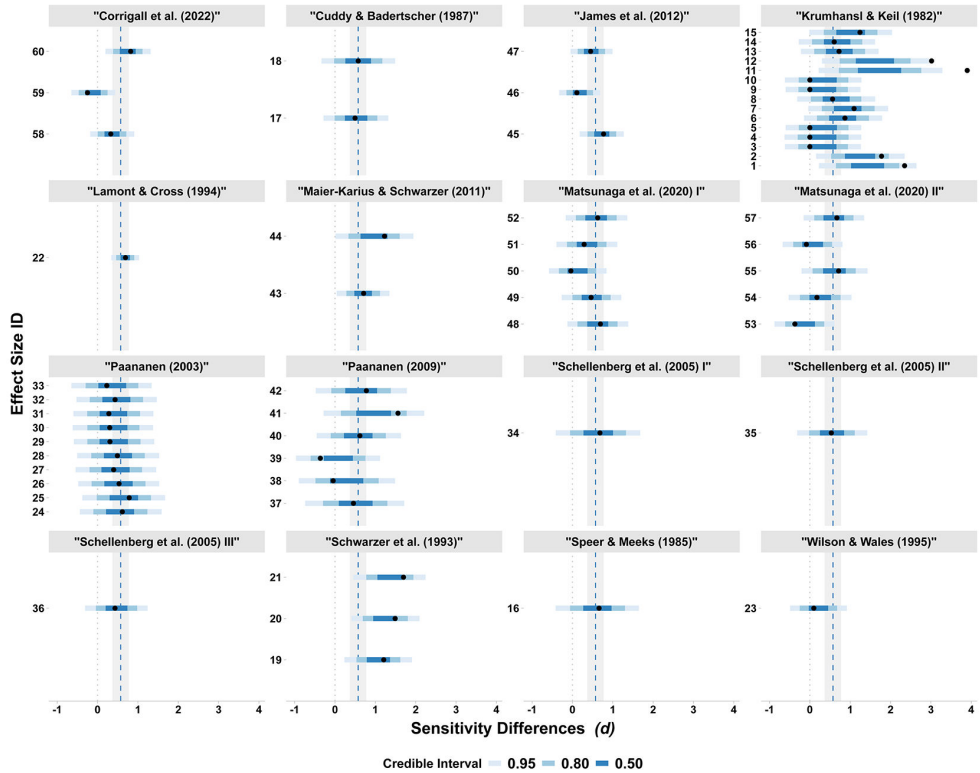 "Corrigall et al. (2022)"
"Cuddy & Badertscher (1987)"
"James et al. (2012)"
"Krumhansl & Keil (1982)"
60
59
58
18
17
47
46
45
15
14
13
12
11
10
9
8
7
6
5
4
3
2
1
"Lamont & Cross (1994)"
"Maier-Karius & Schwarzer (2011)"
"Matsunaga et al. (2020) I"
"Matsunaga et al. (2020) II"
22
44
43
52
51
50
49
48
57
56
55
54
53
Effect Size ID
"Paananen (2003)"
"Paananen (2009)"
"Schellenberg et al. (2005) I"
"Schellenberg et al. (2005) II"
33
32
31
30
29
28
27
26
25
24
42
41
40
39
38
37
34
35
"Schellenberg et al. (2005) III"
"Schwarzer et al. (1993)"
"Speer & Meeks (1985)"
"Wilson & Wales (1995)"
36
21
20
19
16
23
-1 0 1 2 3 4
-1 0 1 2 3 4
-1 0 1 2 3 4
-1 0 1 2 3 4
Sensitivity Differences (d)
Credible Interval 0.95 0.80 0.50